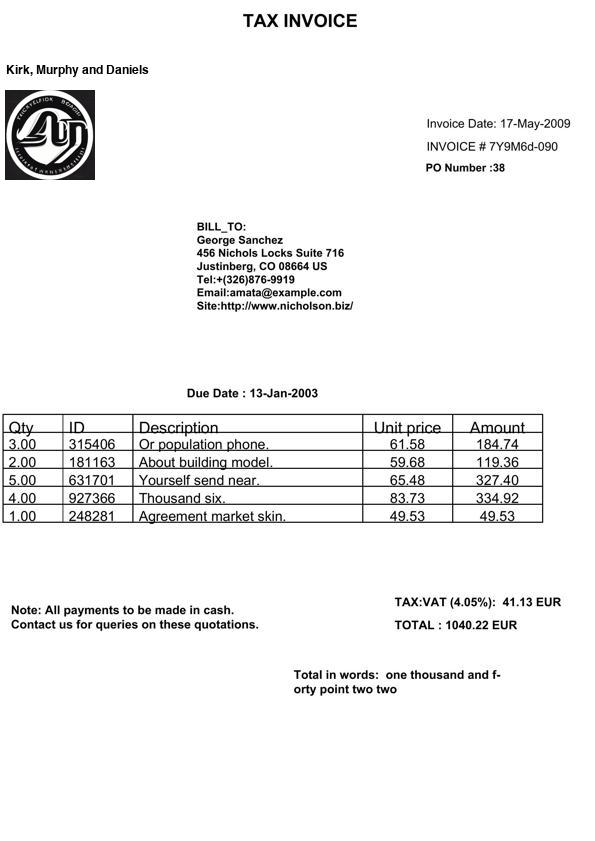 TAX INVOICE
Kirk, Murphy and Daniels
Invoice Date: 17-May-2009
INVOICE # 7Y9M6d-090
PO Number :38
BILL_TO:
George Sanchez
456 Nichols Locks Suite 716
Justinberg, CO 08664 US
Tel:+(326)876-9919
Email:amata@example.com
Site:http://www.nicholson.biz/
Due Date : 13-Jan-2003
Qty ID Description Unit price Amount
3.00 315406 Or population phone. 61.58 184.74
2.00 181163 About building model. 59.68 119.36
5.00 631701 Yourself send near. 65.48 327.40
4.00 927366 Thousand six. 83.73 334.92
1.00 248281 Agreement market skin. 49.53 49.53
TAX:VAT (4.05%): 41.13 EUR
Note: All payments to be made in cash.
Contact us for queries on these quotations.
TOTAL : 1040.22 EUR
Total in words: one thousand and f-
orty point two two